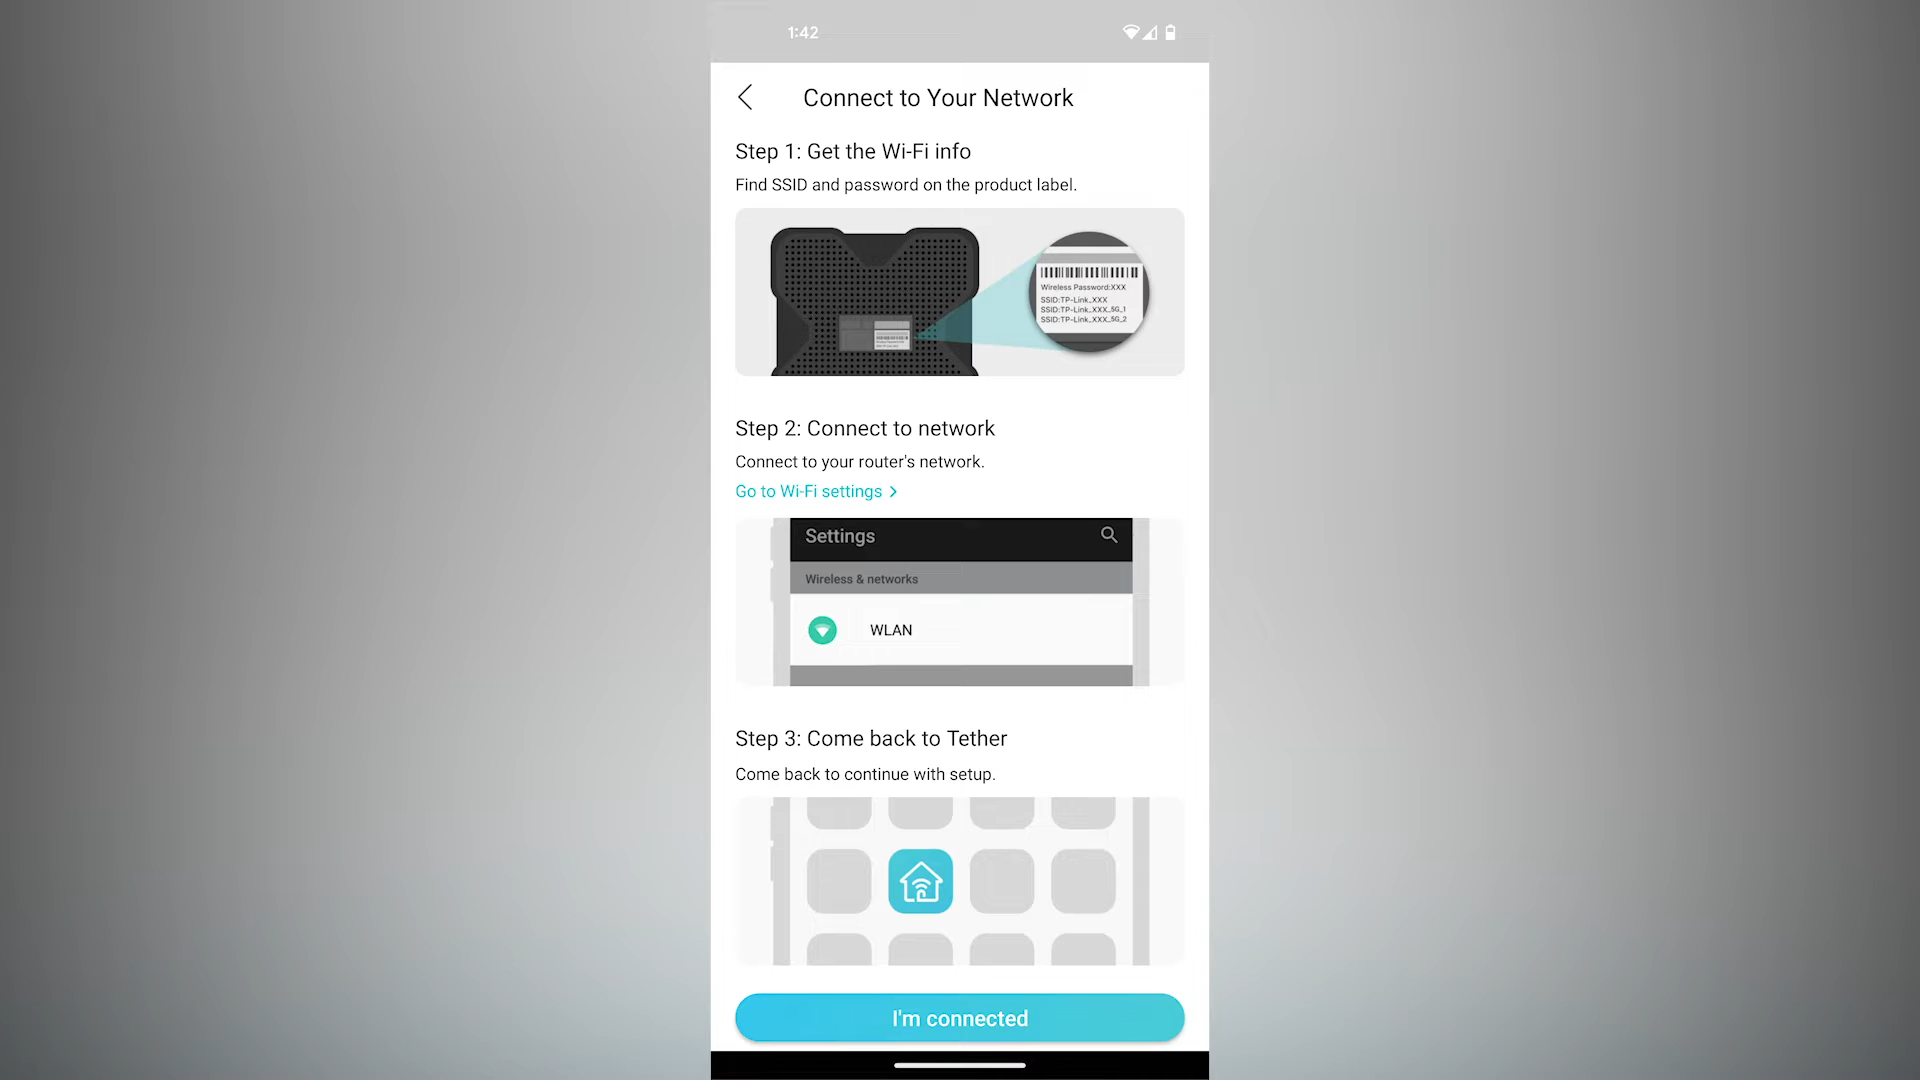 1:42
Connect to Your Network
Step 1: Get the Wi-Fi info
Find SSID and password on the product label.
Wireless Password:XXX
SSID:TP-Link_XXX
SSID:TP-Link_XXX_5G_1
SSID:TP-Link_XXX_5G_2
Step 2: Connect to network
Connect to your router's network.
Go to Wi-Fi settings >
Settings
Wireless & networks
WLAN
Step 3: Come back to Tether
Come back to continue with setup.
I'm connected